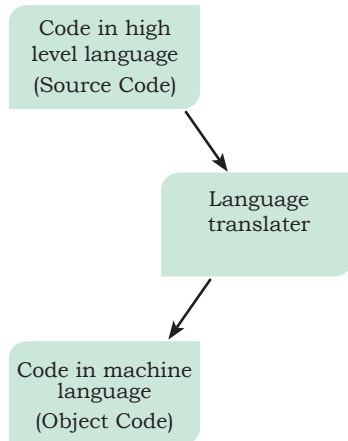 Code in high
level language
(Source Code)
Language
translater
Code in machine
language
(Object Code)